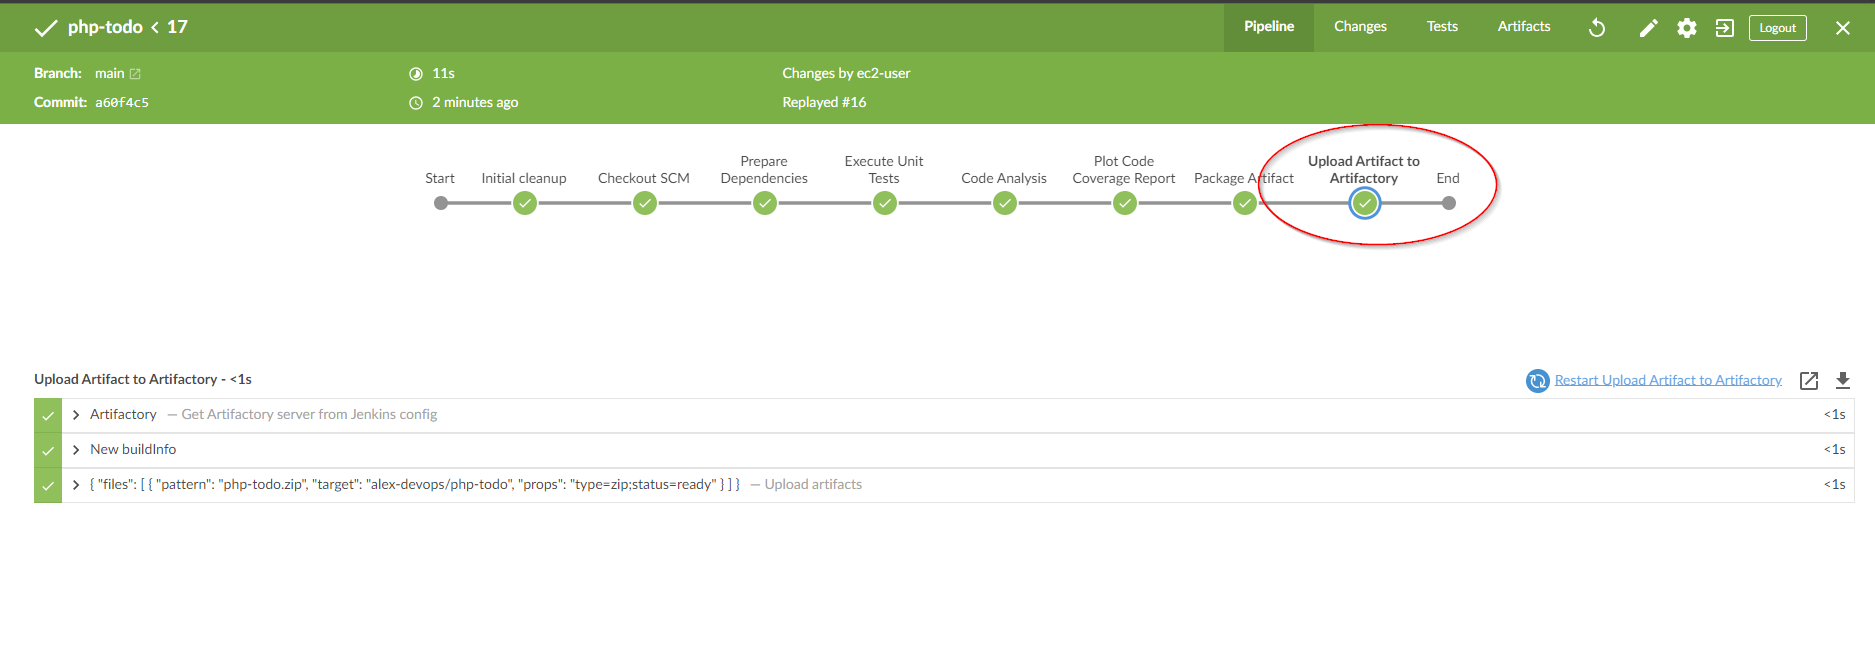 php-todo < 17
Pipeline
Changes
Tests
Artifacts
Logout
Branch: main
11s
Changes by ec2-user
Commit: a60f4c5
2 minutes ago
Replayed #16
Start
Initial cleanup
Checkout SCM
Prepare
Dependencies
Execute Unit
Tests
Code Analysis
Plot Code
Coverage Report
Package Artifact
Upload Artifact to
Artifactory
End
Upload Artifact to Artifactory - <1s
Restart Upload Artifact to Artifactory
Artifactory — Get Artifactory server from Jenkins config <1s
New buildInfo <1s
{ "files": [ { "pattern": "php-todo.zip", "target": "alex-devops/php-todo", "props": "type=zip;status=ready" } ] } — Upload artifacts <1s